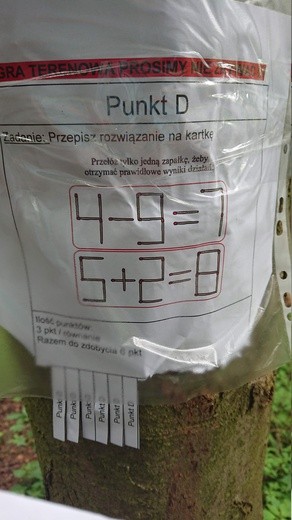 GRA TERENOWA PROSIMY NIE
Punkt D
Zadanie: Przepisz rozwiązanie na kartkę
Przełóż tylko jedną zapałkę, żeby
otrzymać prawidłowe wyniki działań.
4-9=7
5+2=8
Ilość punktów:
3 pkt / równanie
Razem do zdobycia 6 pkt
Punkt
Punkt
Punkt
Punkt
Punkt
Punkt D